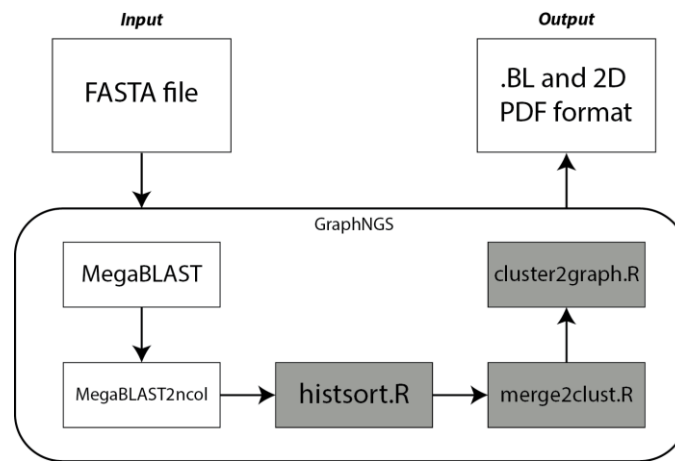 Input
Output
FASTA file
.BL and 2D
PDF format
GraphNGS
MegaBLAST
cluster2graph.R
MegaBLAST2ncol
histsort.R
merge2clust.R